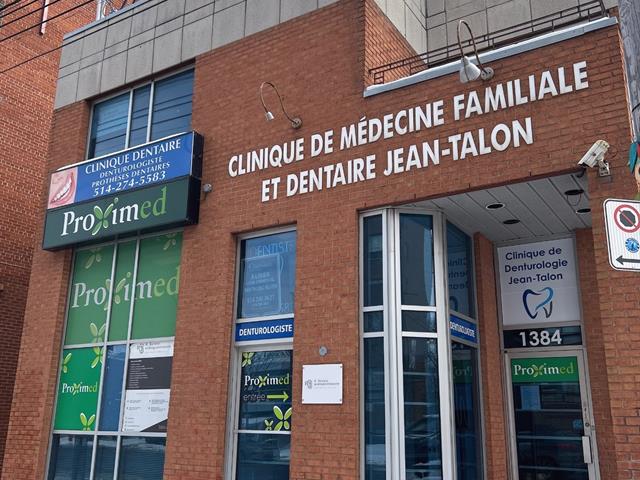 CLINIQUE DE MÉDECINE FAMILIALE
ET DENTAIRE JEAN-TALON
CLINIQUE DENTAIRE
DENTUROLOGISTE
PROTHÈSES DENTAIRES
514-274-5583
Proximed
Proximed
Proximed
DENTIST
DENTUROLOGISTE
Proximed
entrée
DENTUROLOGISTE
Clinique de
Denturologie
Jean-Talon
1384
Proximed